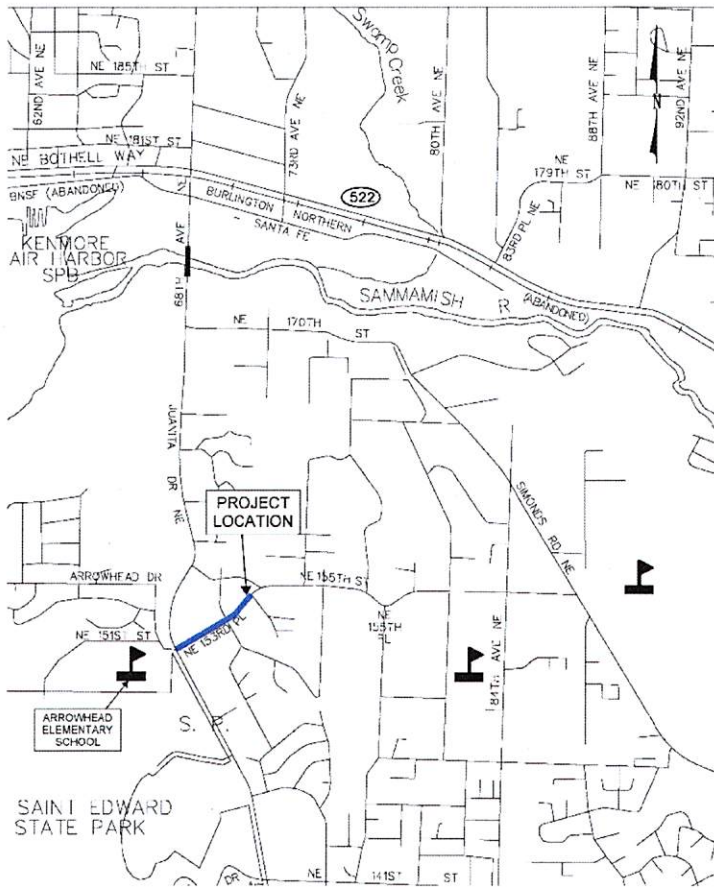 Swamp Creek
NE 185TH ST
62ND AVE NE
73RD AVE NE
80TH AVE NE
88TH AVE NE
92ND AVE NE
N
NE 181ST ST
NE BOTHELL WAY
BNSF (ABANDONED)
BURLINGTON NORTHERN
SANTA FE
522
NE
179TH ST
NE 180TH ST
83RD PL NE
KENMORE
AIR HARBOR
SPB
68TH AVE
SAMMAMISH R
(ABANDONED)
NE 170TH ST
JUANITA DR NE
SIMONDS RD NE
PROJECT
LOCATION
ARROWHEAD DR
NE 155TH ST
NE
155TH
PL
NE 151ST ST
NE 153RD PL
84TH AVE NE
ARROWHEAD
ELEMENTARY
SCHOOL
S. P.
SAINT EDWARD
STATE PARK
DR NE 141ST ST